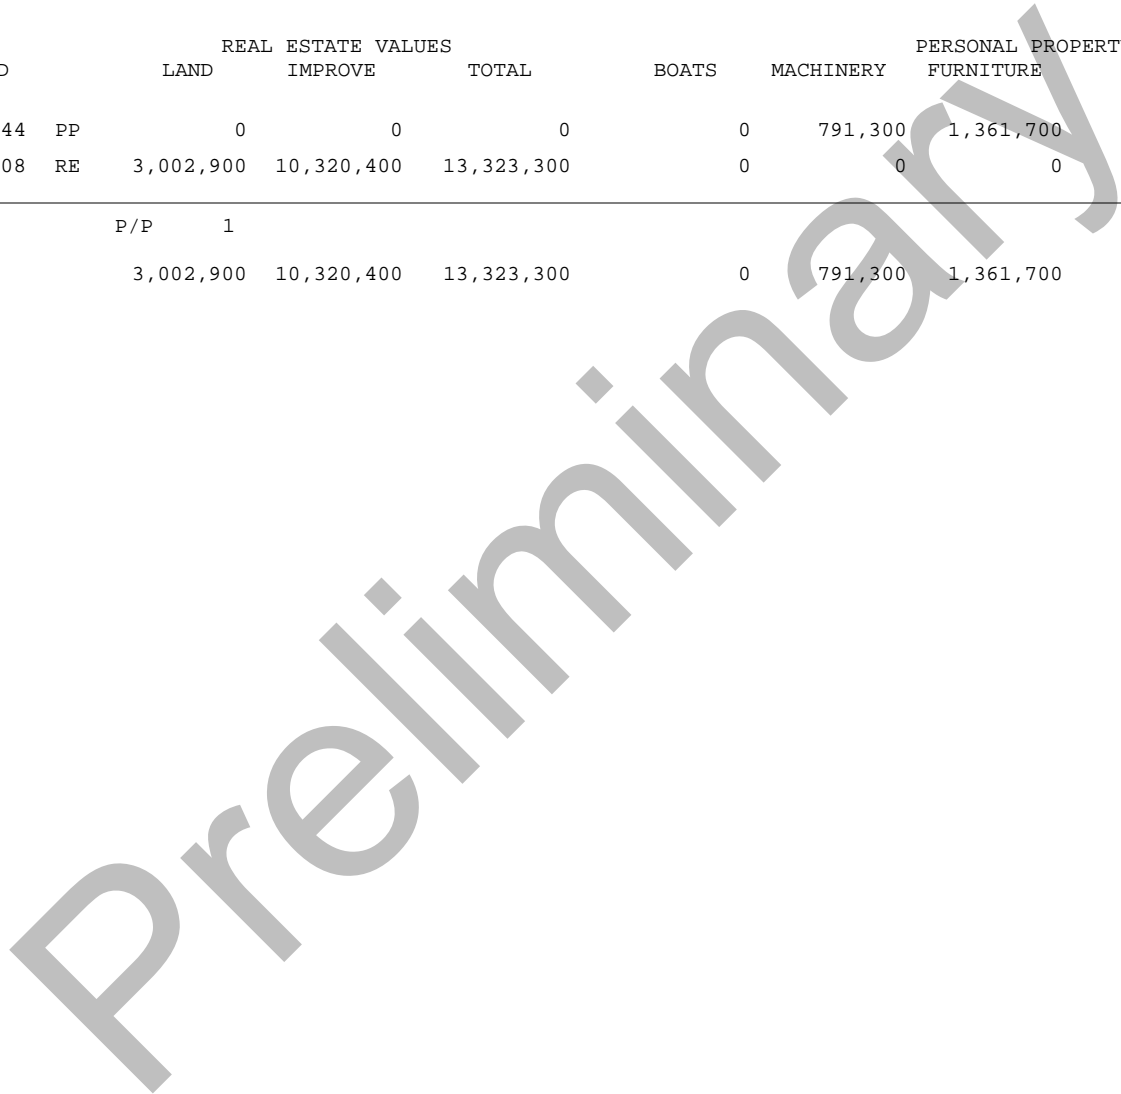 REAL ESTATE VALUES PERSONAL PROPERT
D LAND IMPROVE TOTAL BOATS MACHINERY FURNITURE
44 PP 0 0 0 0 791,300 1,361,700
08 RE 3,002,900 10,320,400 13,323,300 0 0 0
P/P 1
3,002,900 10,320,400 13,323,300 0 791,300 1,361,700
Preliminary